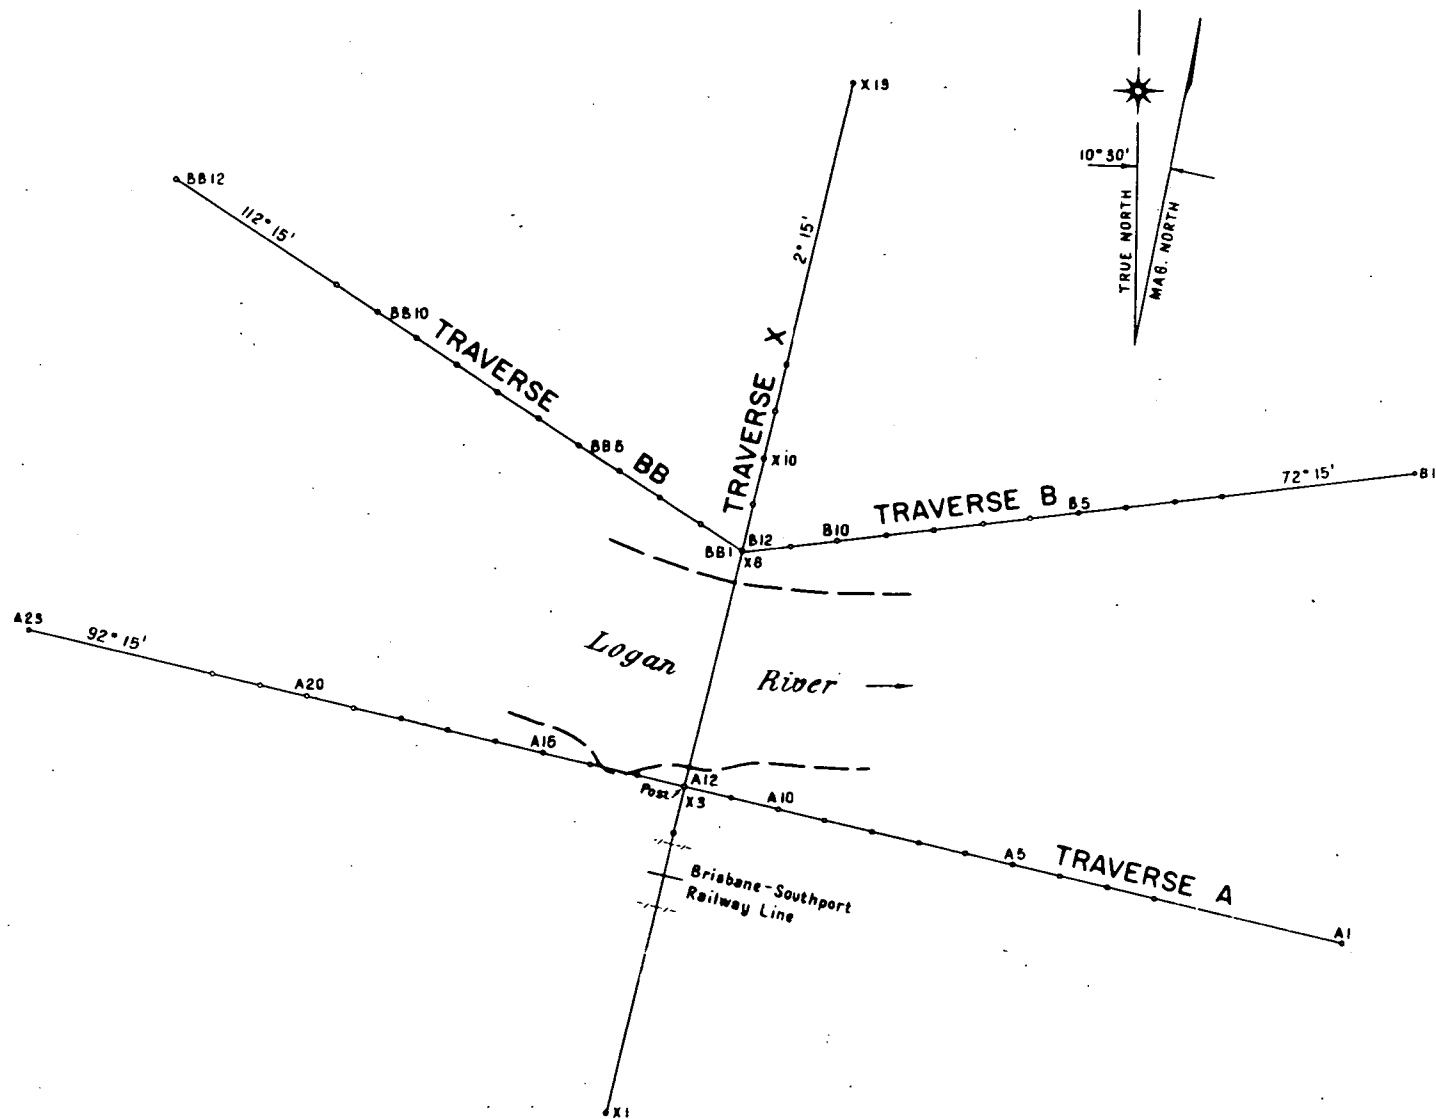 X19
10° 30'
TRUE NORTH
MAG. NORTH
BB12
112° 15'
2° 15'
BB10
TRAVERSE BB
TRAVERSE X
BB5
X10
72° 15'
B1
TRAVERSE B
B5
B10
B12
BB1
X8
Logan River
A23
92° 15'
A20
A15
A12
Post
X3
A10
A5
TRAVERSE A
A1
Brisbane-Southport
Railway Line
X1